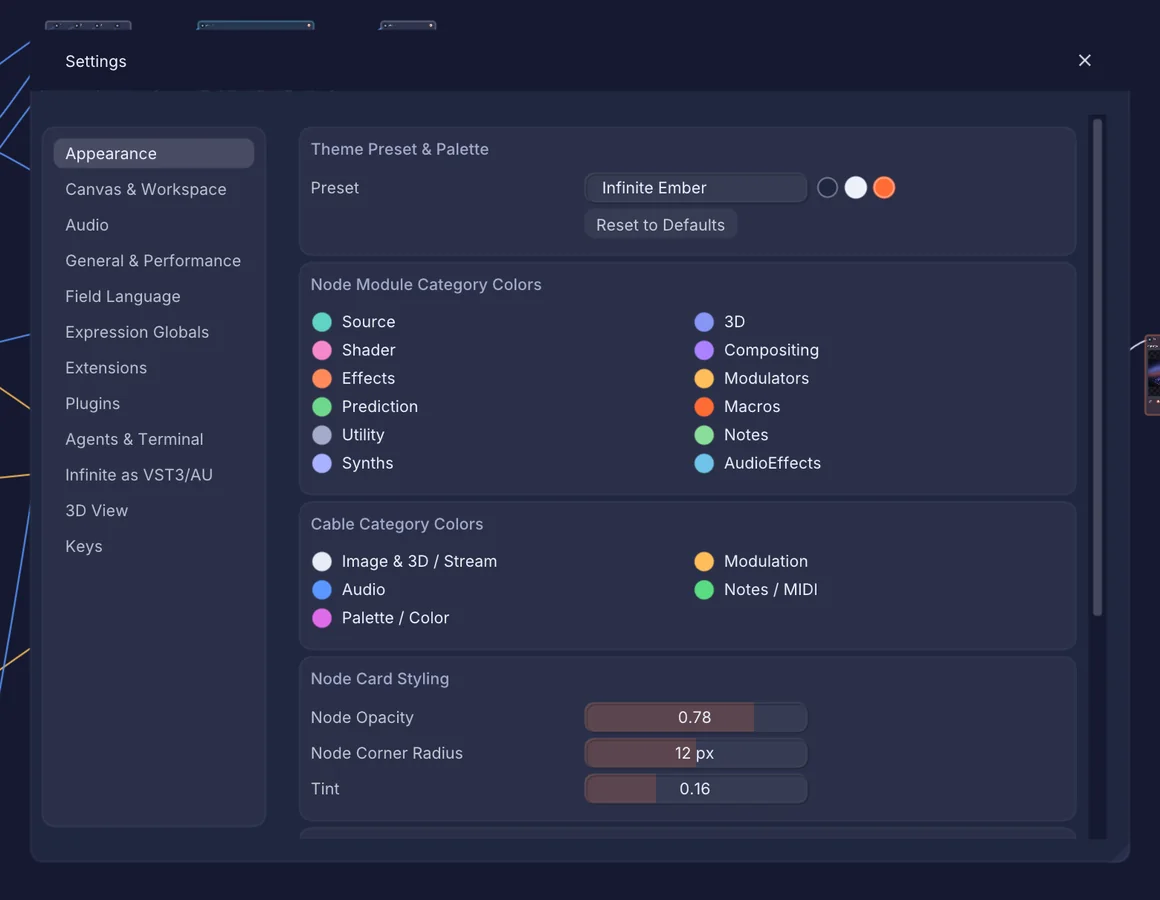 Settings
Appearance
Canvas & Workspace
Audio
General & Performance
Field Language
Expression Globals
Extensions
Plugins
Agents & Terminal
Infinite as VST3/AU
3D View
Keys
Theme Preset & Palette
Preset
Infinite Ember
Reset to Defaults
Node Module Category Colors
Source
3D
Shader
Compositing
Effects
Modulators
Prediction
Macros
Utility
Notes
Synths
AudioEffects
Cable Category Colors
Image & 3D / Stream
Modulation
Audio
Notes / MIDI
Palette / Color
Node Card Styling
Node Opacity
0.78
Node Corner Radius
12 px
Tint
0.16